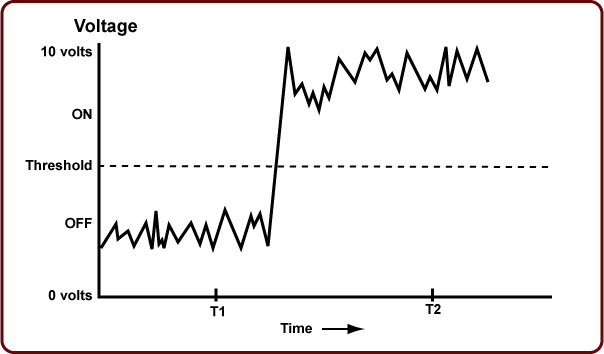 Voltage
10 volts
ON
Threshold
OFF
0 volts
T1
T2
Time